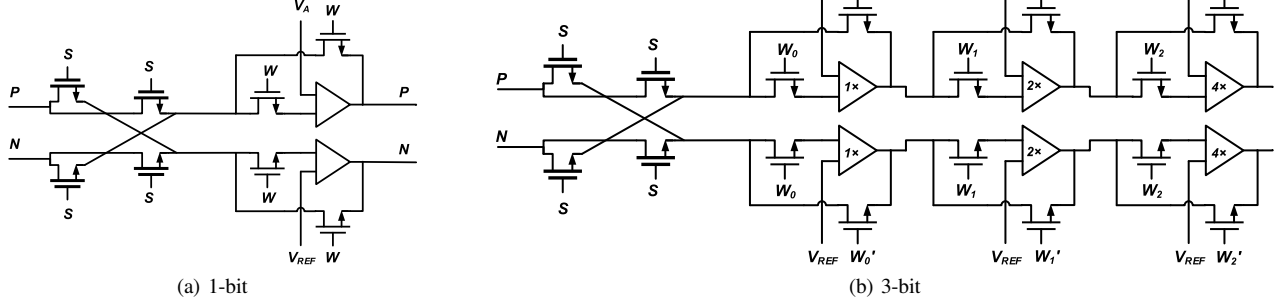 V_A W
S S W
P P
N N
S S W
V_REF W
(a) 1-bit
S S W_0 W_1 W_2
P 1× 2× 4×
N 1× 2× 4×
S S W_0 W_1 W_2
V_REF W_0' V_REF W_1' V_REF W_2'
(b) 3-bit